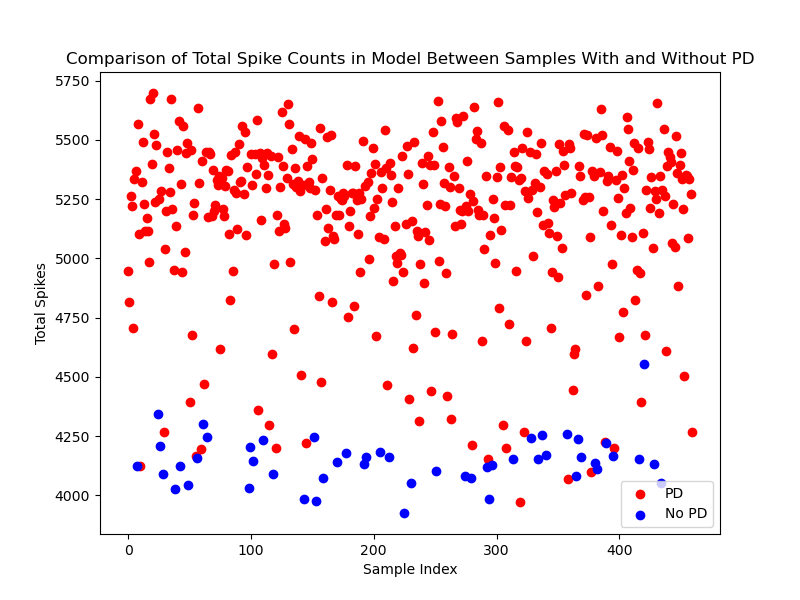 Comparison of Total Spike Counts in Model Between Samples With and Without PD
5750
5500
5250
5000
4750
4500
4250
4000
Total Spikes
0 100 200 300 400
Sample Index
PD
No PD